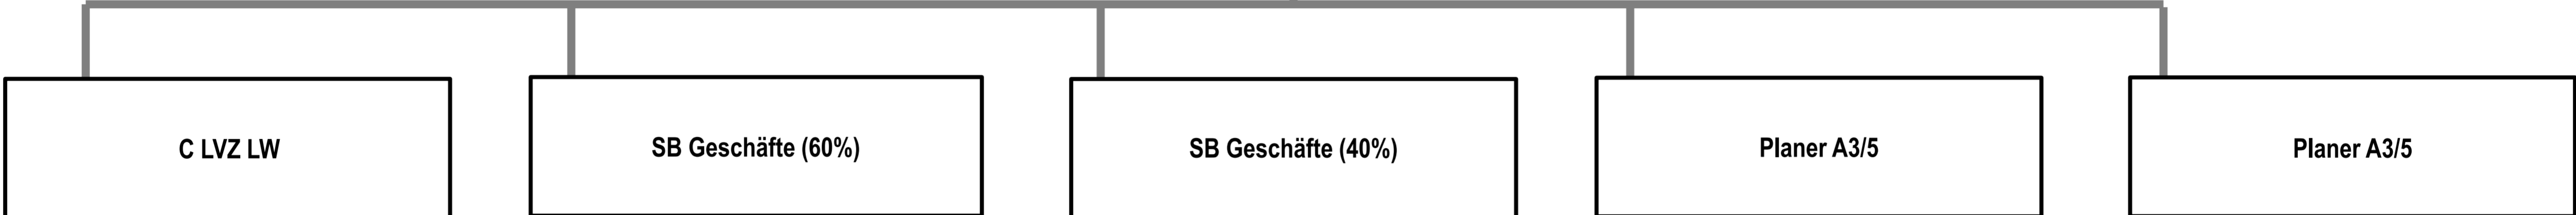 C LVZ LW
SB Geschäfte (60%)
SB Geschäfte (40%)
Planer A3/5
Planer A3/5